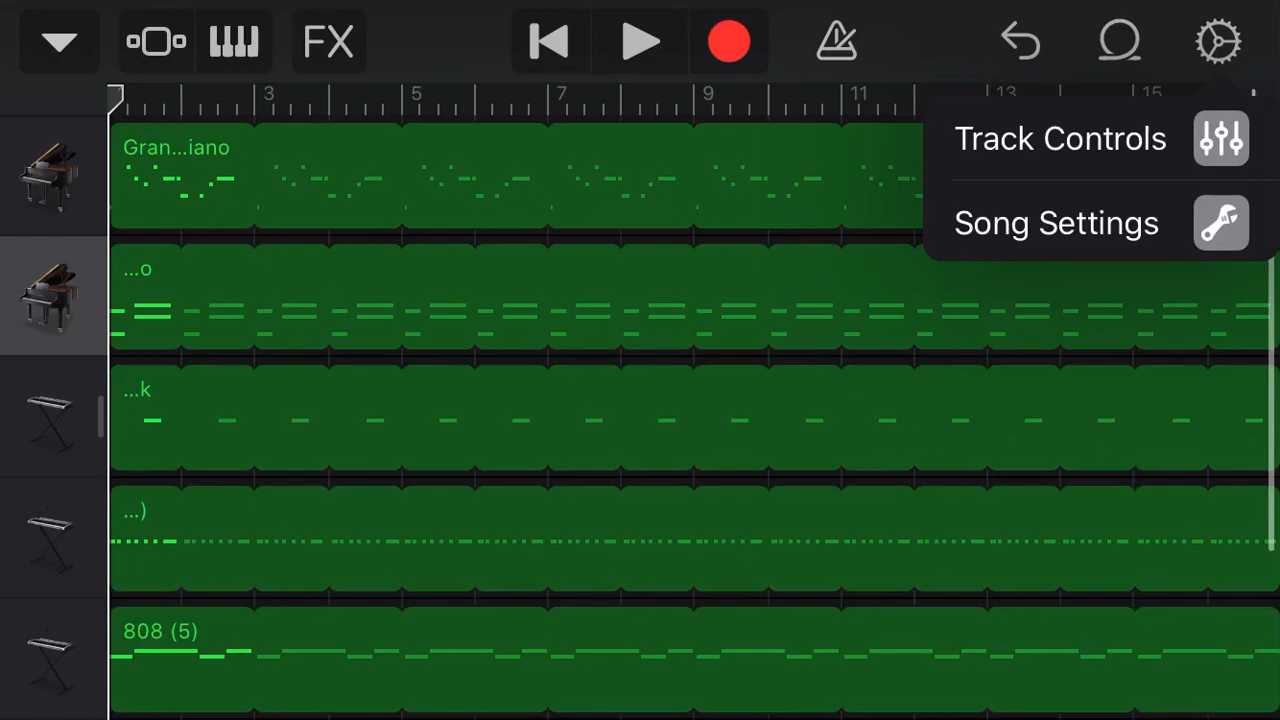 FX
3 5 7 9 11 13 15
Track Controls
Song Settings
Gran...iano
...o
...k
...)
808 (5)